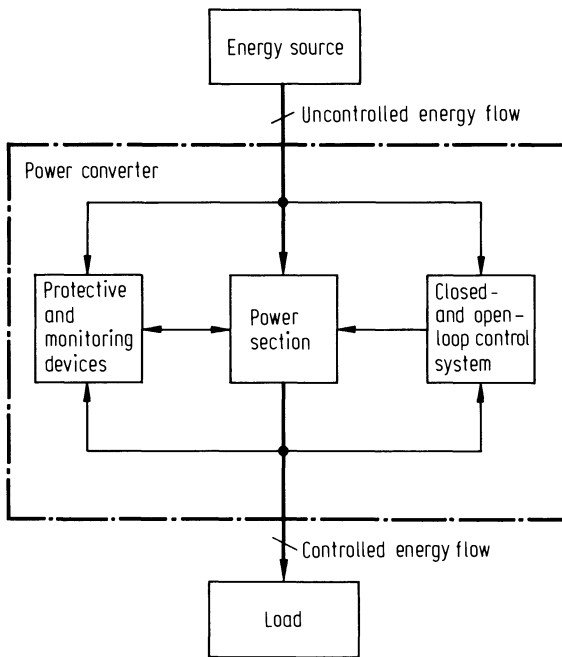 Energy source
Uncontrolled energy flow
Power converter
Protective
and
monitoring
devices
Power
section
Closed-
and open-
loop control
system
Controlled energy flow
Load